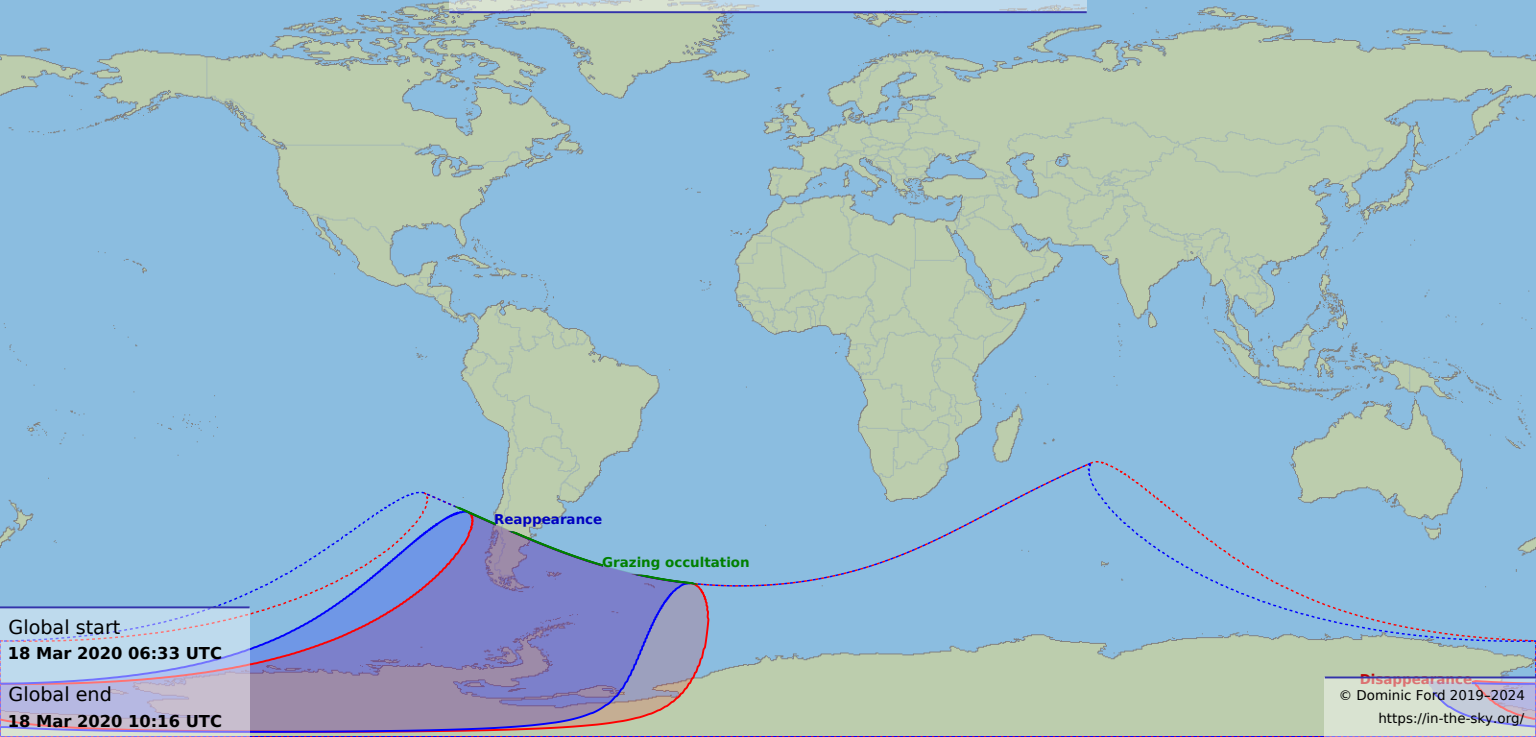 Reappearance
Grazing occultation
Global start
18 Mar 2020 06:33 UTC
Global end
18 Mar 2020 10:16 UTC
Disappearance
© Dominic Ford 2019–2024
https://in-the-sky.org/